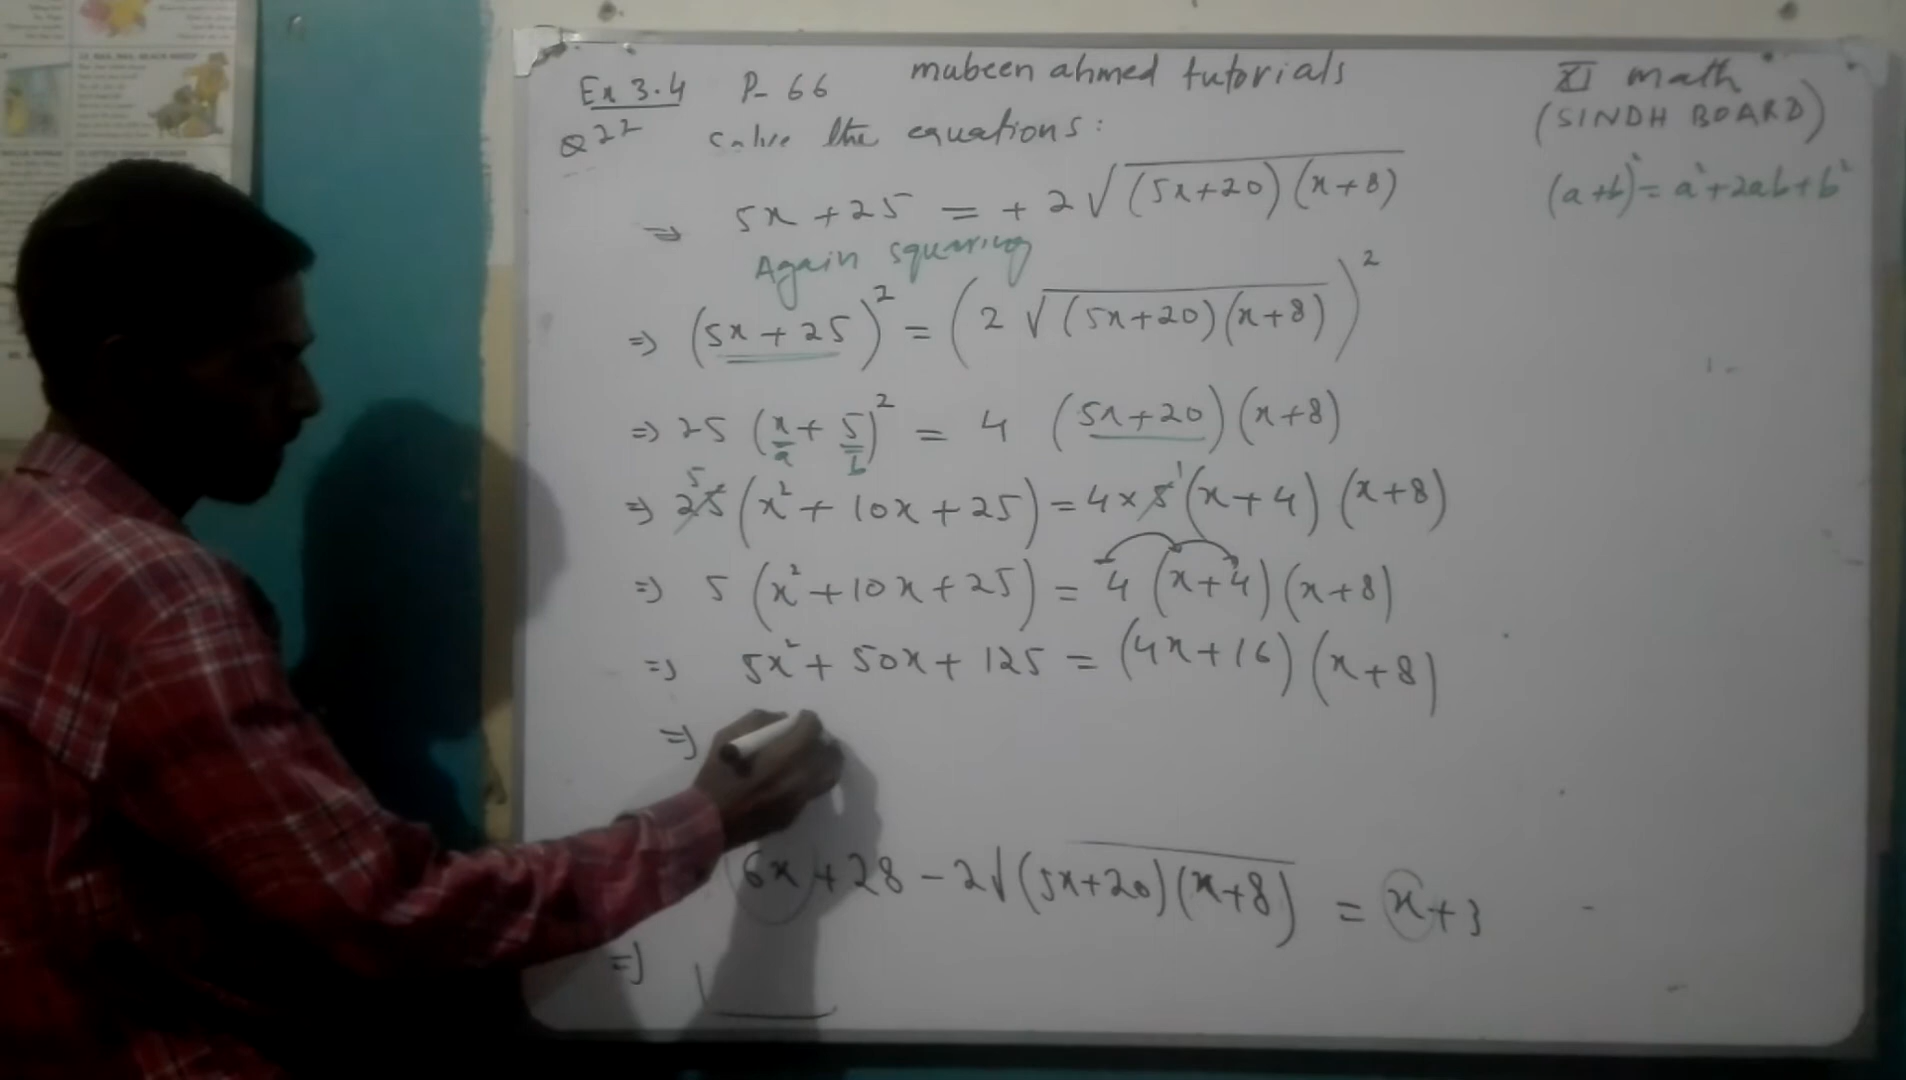 Ex 3.4 P- 66 mubeen ahmed tutorials XI math
(SINDH BOARD)
Q22 Solve the equations:
(a+b)² = a²+2ab+b²
=> 5x + 25 = + 2√(5x+20)(x+8)
Again squaring
=> (5x + 25)² = (2 √(5x+20)(x+8))²
=> 25 (x + 5)² = 4 (5x+20)(x+8)
a b
5 1
=> 25 (x² + 10x + 25) = 4 × 5 (x + 4) (x+8)
=> 5 (x² + 10x + 25) = 4 (x+4) (x+8)
=> 5x² + 50x + 125 = (4x+16) (x+8)
=>
6x + 28 - 2√(5x+20)(x+8) = x+3
=>